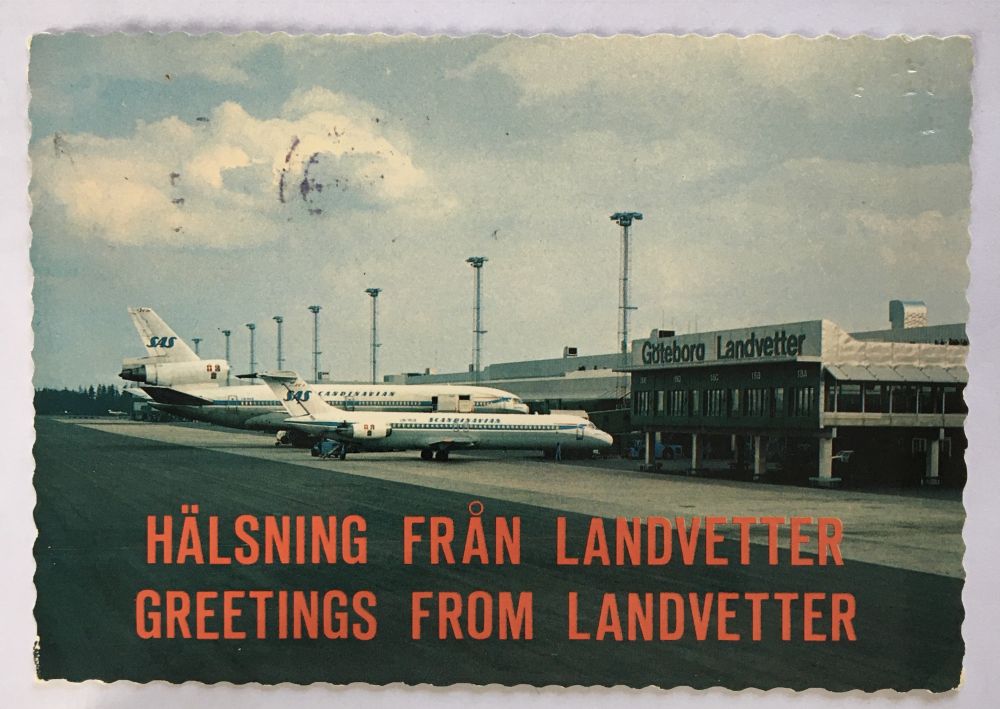 SAS
SCANDINAVIAN
SAS
SCANDINAVIAN
Göteborg Landvetter
HÄLSNING FRÅN LANDVETTER
GREETINGS FROM LANDVETTER